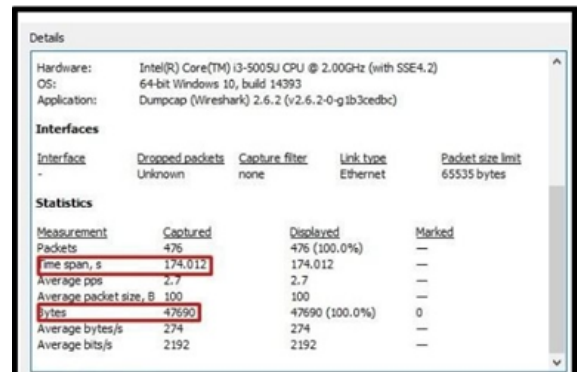 Details
Hardware: Intel(R) Core(TM) i3-5005U CPU @ 2.00GHz (with SSE4.2)
OS: 64-bit Windows 10, build 14393
Application: Dumpcap (Wireshark) 2.6.2 (v2.6.2-0-g1b3cedbc)
Interfaces
Interface Dropped packets Capture filter Link type Packet size limit
- Unknown none Ethernet 65535 bytes
Statistics
Measurement Captured Displayed Marked
Packets 476 476 (100.0%) —
Time span, s 174.012 174.012 —
Average pps 2.7 2.7 —
Average packet size, B 100 100 —
Bytes 47690 47690 (100.0%) 0
Average bytes/s 274 274 —
Average bits/s 2192 2192 —